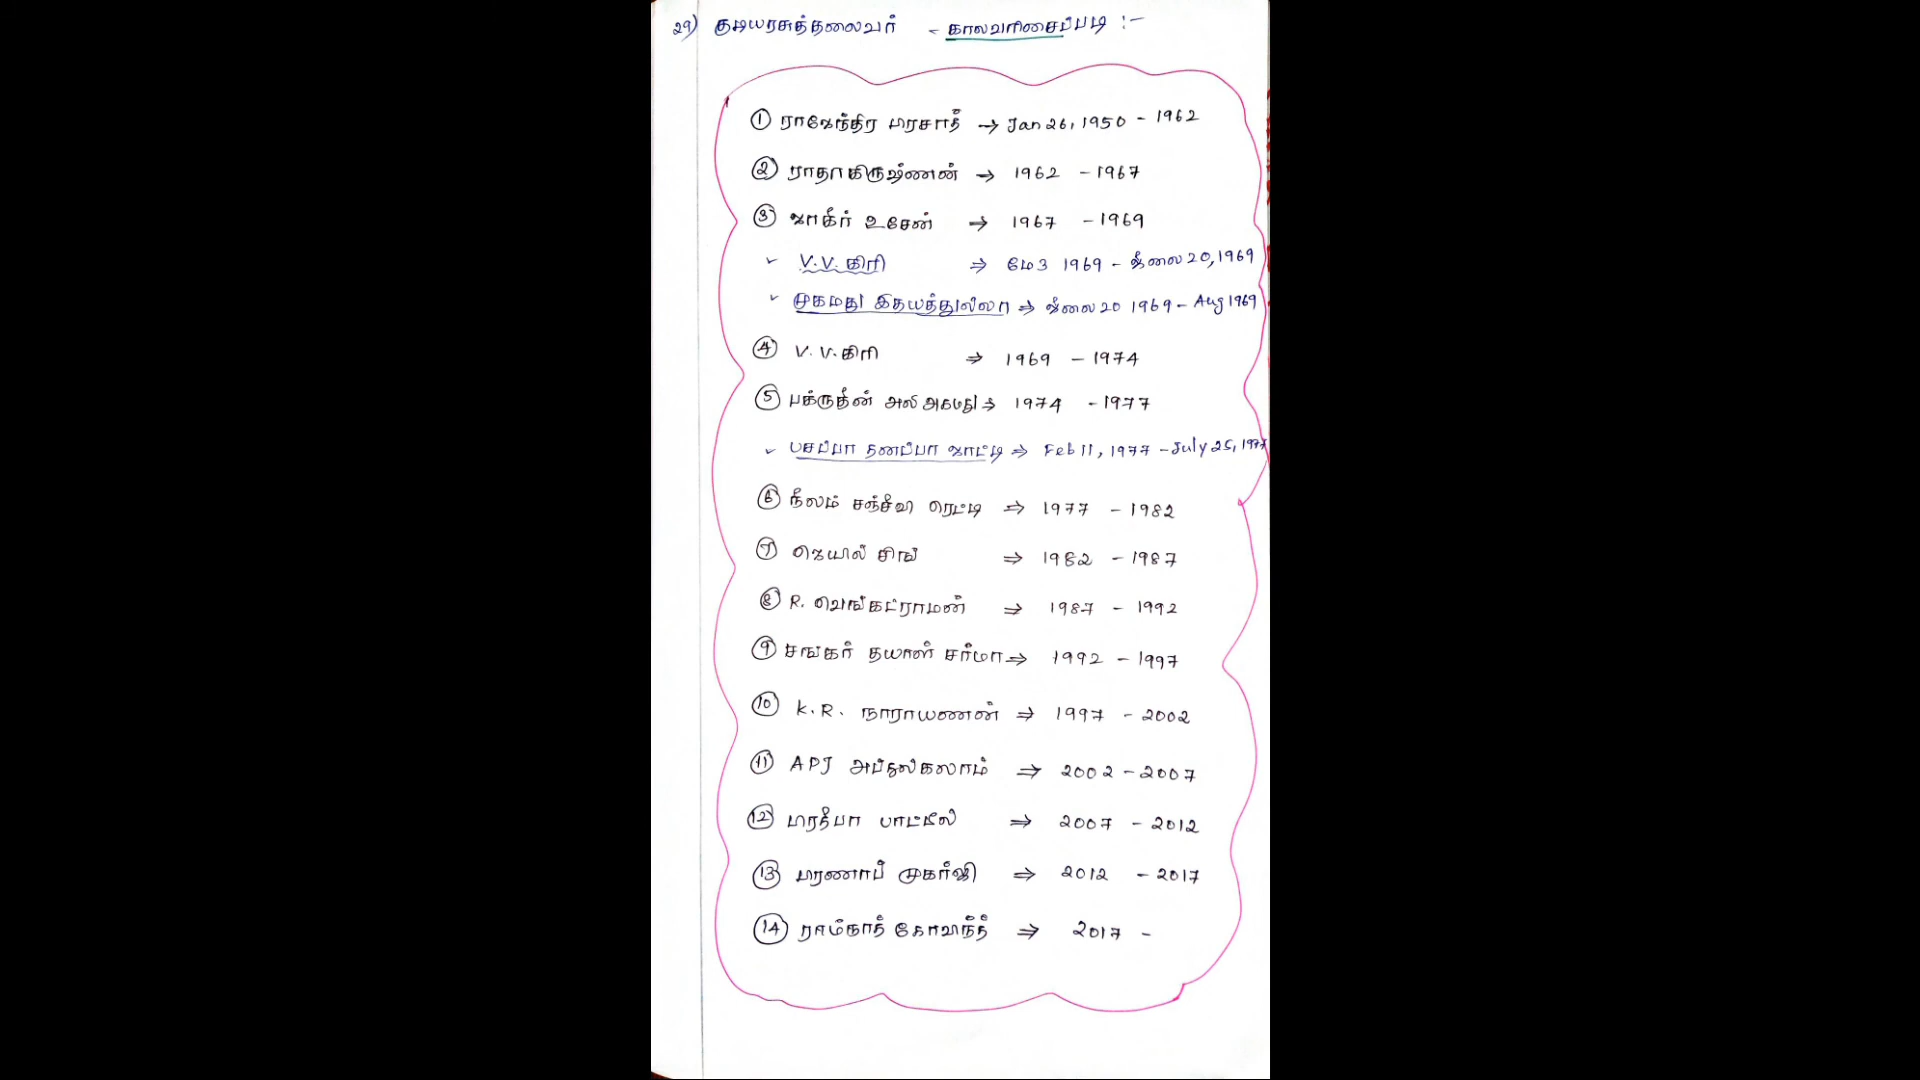 29) குடியரசுத்தலைவர் - காலவரிசைப்படி :-
① ராஜேந்திர பிரசாத் → Jan 26, 1950 - 1962
② ராதாகிருஷ்ணன் → 1962 - 1967
③ ஜாகீர் உசேன் → 1967 - 1969
✓ V.V. கிரி ⇒ மே 3 1969 - ஜீலை 20, 1969
✓ முகமது இதயத்துல்லா ⇒ ஜீலை 20 1969 - Aug 1969
④ V.V. கிரி ⇒ 1969 - 1974
⑤ பக்ருதீன் அலி அகமது ⇒ 1974 - 1977
✓ பசப்பா தனப்பா ஜாட்டி ⇒ Feb 11, 1977 - July 25, 1977
⑥ நீலம் சஞ்சீவி ரெட்டி ⇒ 1977 - 1982
⑦ ஜெயில் சிங் ⇒ 1982 - 1987
⑧ R. வெங்கட்ராமன் ⇒ 1987 - 1992
⑨ சங்கர் தயாள் சர்மா ⇒ 1992 - 1997
⑩ K.R. நாராயணன் ⇒ 1997 - 2002
⑪ APJ அப்துல்கலாம் ⇒ 2002 - 2007
⑫ பிரதீபா பாட்டீல் ⇒ 2007 - 2012
⑬ பிரணாப் முகர்ஜி ⇒ 2012 - 2017
⑭ ராம்நாத் கோவிந்த் ⇒ 2017 -